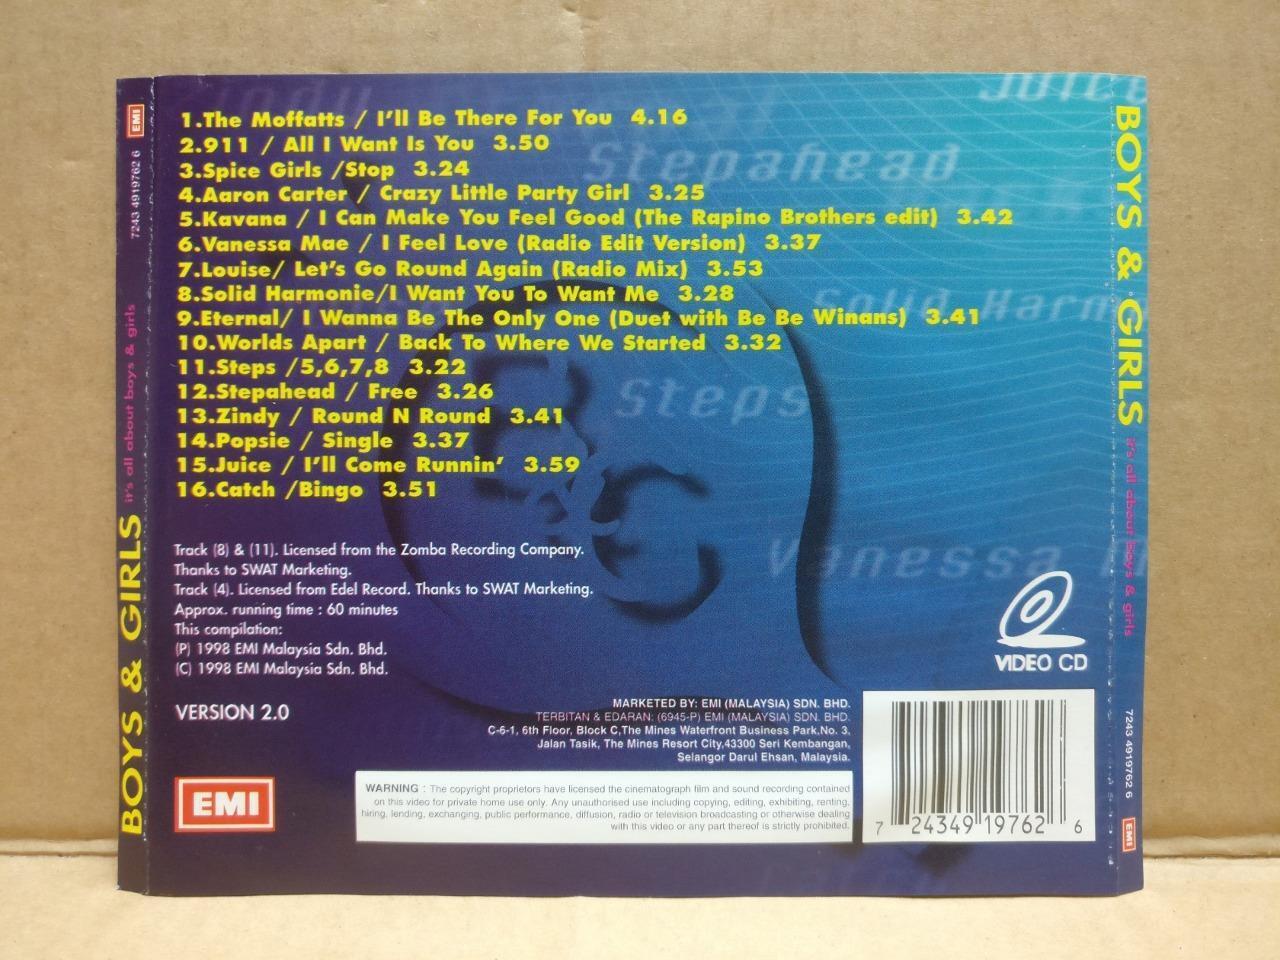 1.The Moffatts / I'll Be There For You 4.16
2.911 / All I Want Is You 3.50
3.Spice Girls /Stop 3.24
4.Aaron Carter / Crazy Little Party Girl 3.25
5.Kavana / I Can Make You Feel Good (The Rapino Brothers edit) 3.42
6.Vanessa Mae / I Feel Love (Radio Edit Version) 3.37
7.Louise/ Let's Go Round Again (Radio Mix) 3.53
8.Solid Harmonie/I Want You To Want Me 3.28
9.Eternal/ I Wanna Be The Only One (Duet with Be Be Winans) 3.41
10.Worlds Apart / Back To Where We Started 3.32
11.Steps /5,6,7,8 3.22
12.Stepahead / Free 3.26
13.Zindy / Round N Round 3.41
14.Popsie / Single 3.37
15.Juice / I'll Come Runnin' 3.59
16.Catch /Bingo 3.51
Track (8) & (11). Licensed from the Zomba Recording Company.
Thanks to SWAT Marketing.
Track (4). Licensed from Edel Record. Thanks to SWAT Marketing.
Approx. running time : 60 minutes
This compilation:
(P) 1998 EMI Malaysia Sdn. Bhd.
(C) 1998 EMI Malaysia Sdn. Bhd.
VERSION 2.0
EMI
MARKETED BY: EMI (MALAYSIA) SDN. BHD.
TERBITAN & EDARAN: (6945-P) EMI (MALAYSIA) SDN. BHD.
C-6-1, 6th Floor, Block C,The Mines Waterfront Business Park,No. 3,
Jalan Tasik, The Mines Resort City,43300 Seri Kembangan,
Selangor Darul Ehsan, Malaysia.
WARNING : The copyright proprietors have licensed the cinematograph film and sound recording contained
on this video for private home use only. Any unauthorised use including copying, editing, exhibiting, renting,
hiring, lending, exchanging, public performance, diffusion, radio or television broadcasting or otherwise dealing
with this video or any part thereof is strictly prohibited.
VIDEO CD
7 24349 19762 6
Zindy
Juice
Stepahead
Solid Harm
Steps
Vanessa M
EMI
7243 4919762 6
BOYS & GIRLS it's all about boys & girls
BOYS & GIRLS it's all about boys & girls
7243 4919762 6
EMI